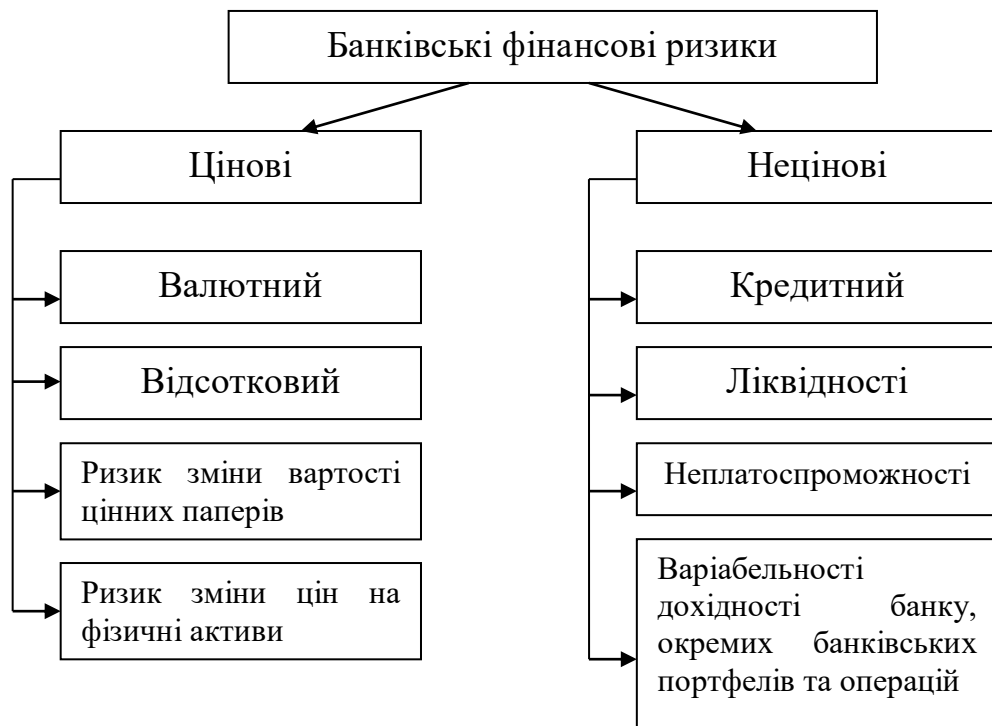 Банківські фінансові ризики
Цінові
Валютний
Відсотковий
Ризик зміни вартості
цінних паперів
Ризик зміни цін на
фізичні активи
Нецінові
Кредитний
Ліквідності
Неплатоспроможності
Варіабельності
дохідності банку,
окремих банківських
портфелів та операцій